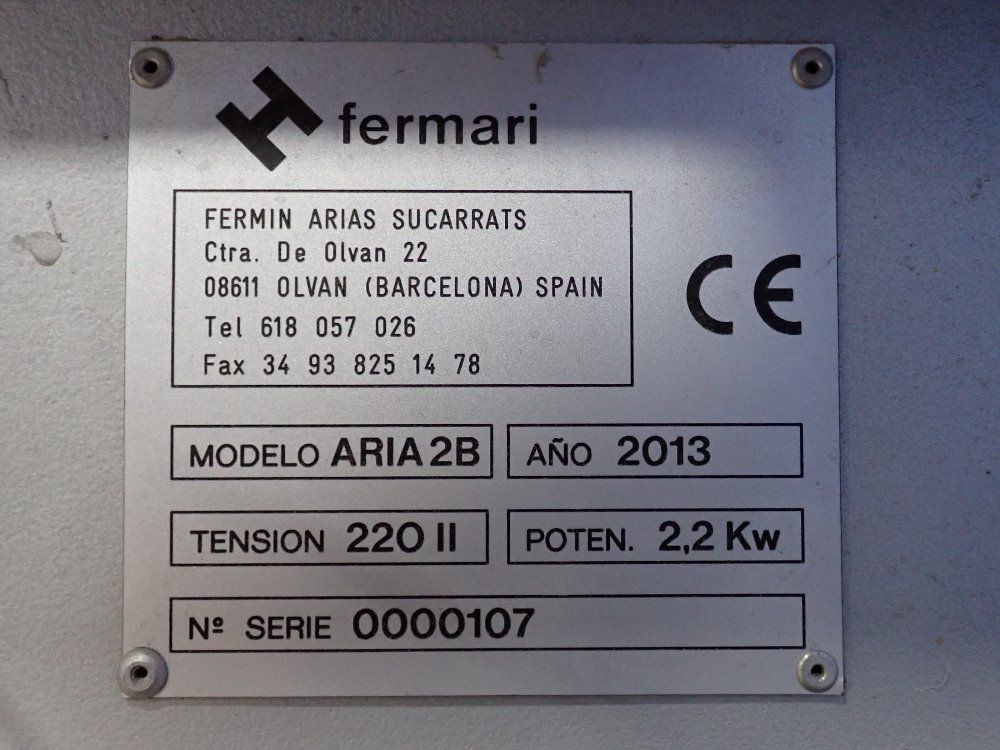 fermari
FERMIN ARIAS SUCARRATS
Ctra. De Olvan 22
08611 OLVAN (BARCELONA) SPAIN
Tel 618 057 026
Fax 34 93 825 14 78
CE
MODELO ARIA 2B
AÑO 2013
TENSION 220 II
POTEN. 2,2 Kw
Nº SERIE 0000107